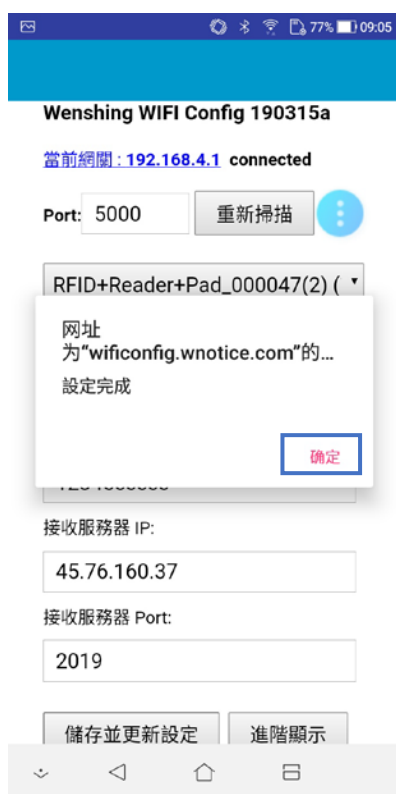 77% 09:05
Wenshing WIFI Config 190315a
當前網關 : 192.168.4.1 connected
Port: 5000 重新掃描
RFID+Reader+Pad_000047(2) (
网址
为"wificonfig.wnotice.com"的...
設定完成
确定
接收服務器 IP:
45.76.160.37
接收服務器 Port:
2019
儲存並更新設定 進階顯示